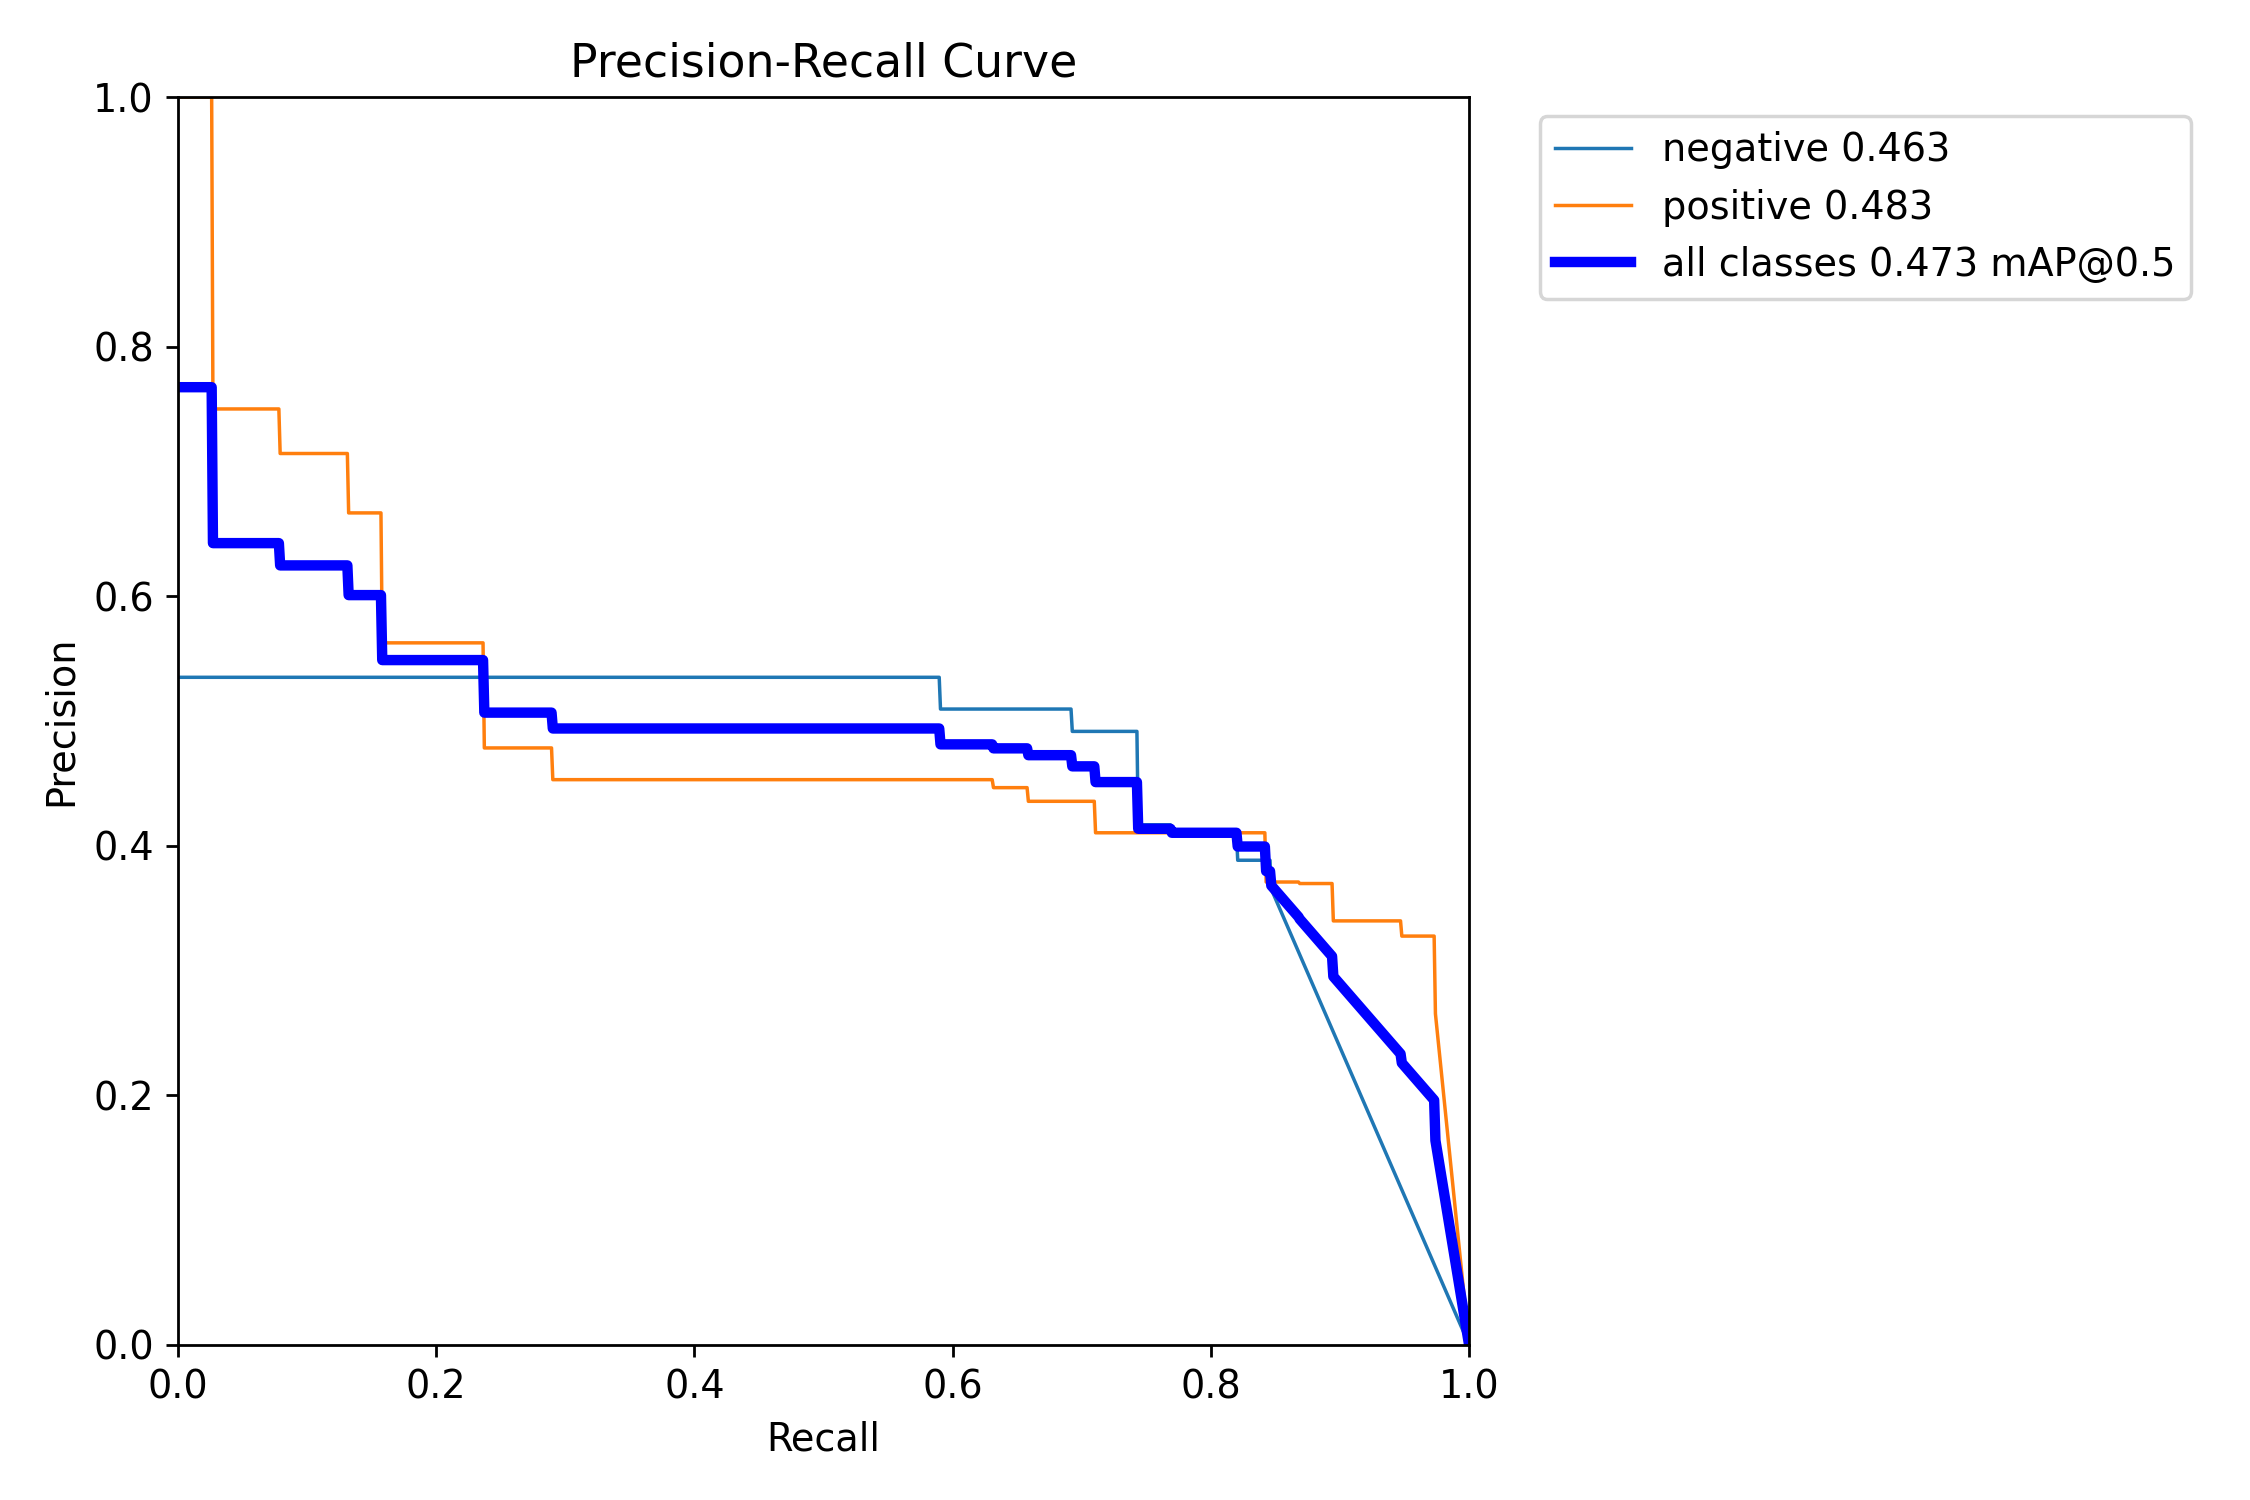 Precision-Recall Curve
1.0
0.8
0.6
0.4
0.2
0.0
Precision
0.0 0.2 0.4 0.6 0.8 1.0
Recall
negative 0.463
positive 0.483
all classes 0.473 mAP@0.5